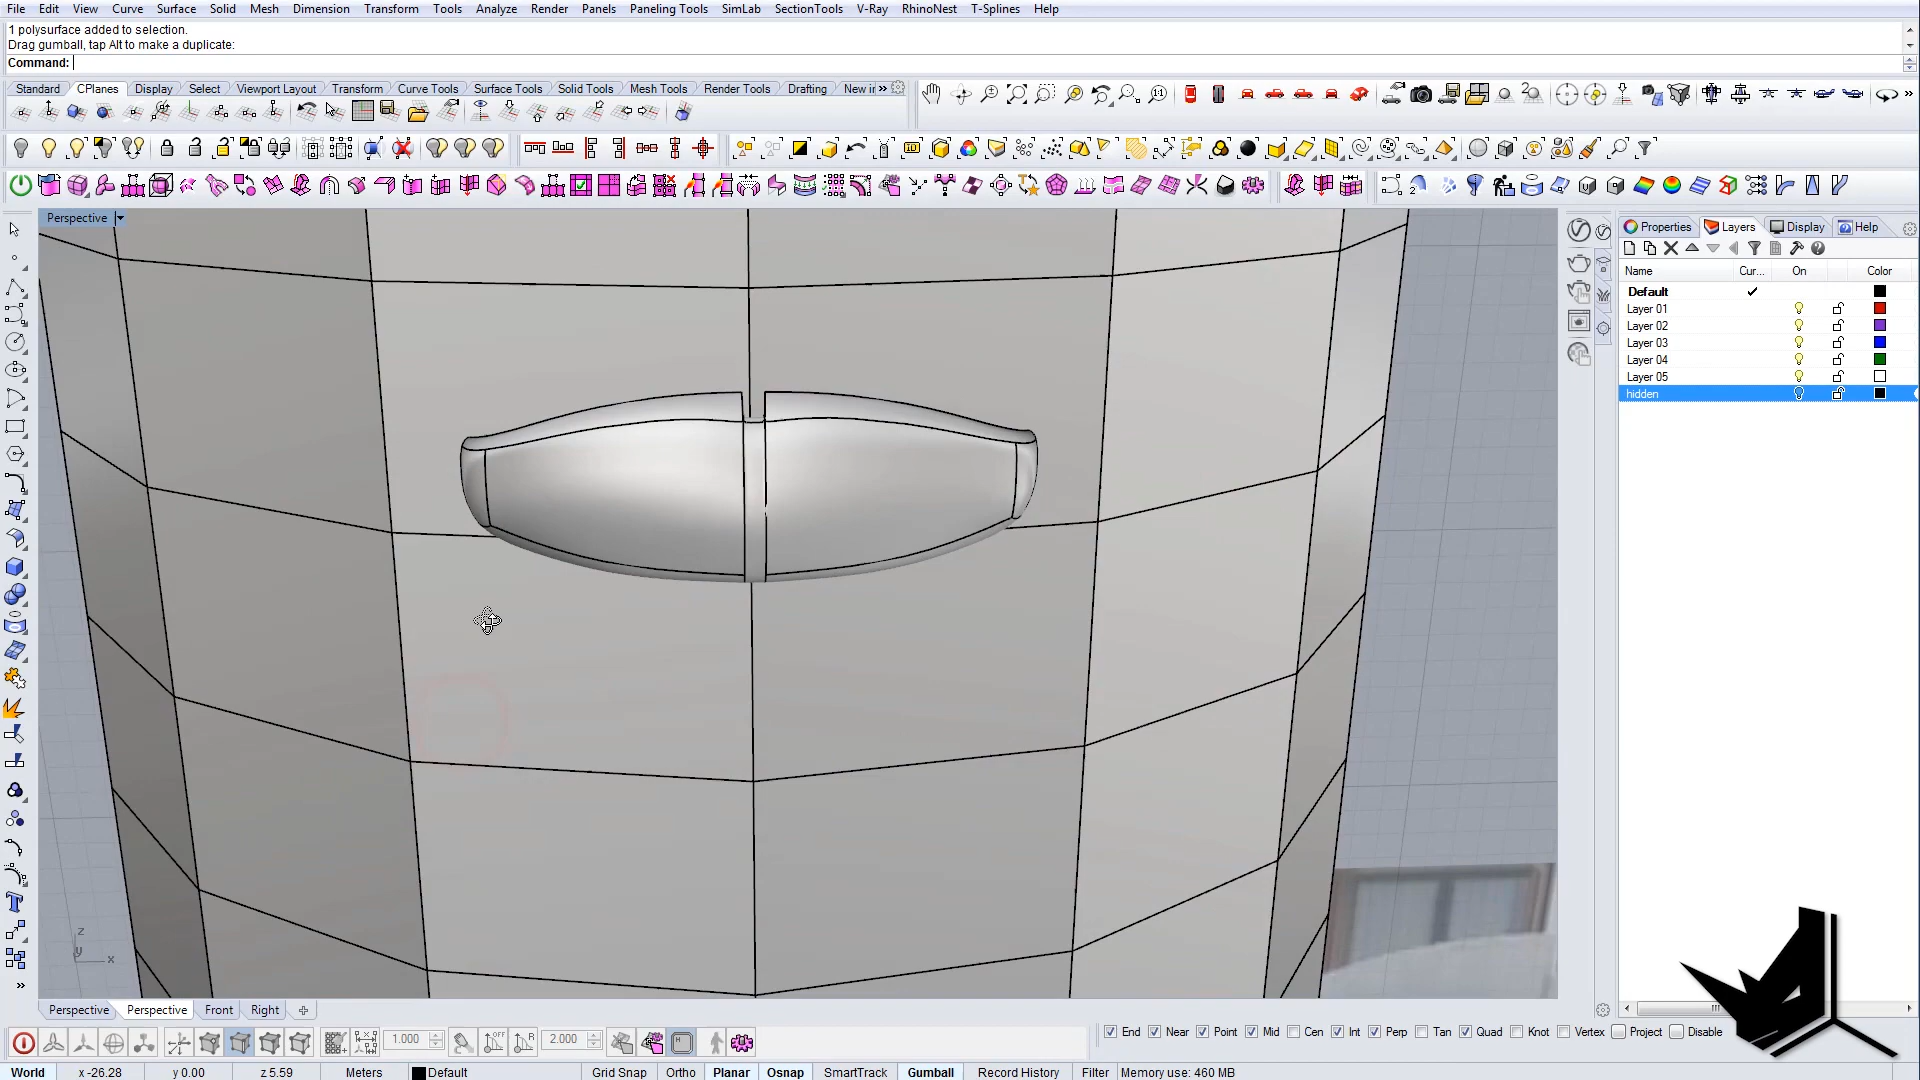 File Edit View Curve Surface Solid Mesh Dimension Transform Tools Analyze Render Panels Paneling Tools SimLab SectionTools V-Ray RhinoNest T-Splines Help
1 polysurface added to selection.
Drag gumball, tap Alt to make a duplicate:
Command:
Standard CPlanes Display Select Viewport Layout Transform Curve Tools Surface Tools Solid Tools Mesh Tools Render Tools Drafting New in
Perspective
Properties Layers Display Help
Name Cur... On Color
Default
Layer 01
Layer 02
Layer 03
Layer 04
Layer 05
hidden
z
y x
Perspective Perspective Front Right
1.000 2.000
End Near Point Mid Cen Int Perp Tan Quad Knot Vertex Project Disable
World x -26.28 y 0.00 z 5.59 Meters Default Grid Snap Ortho Planar Osnap SmartTrack Gumball Record History Filter Memory use: 460 MB